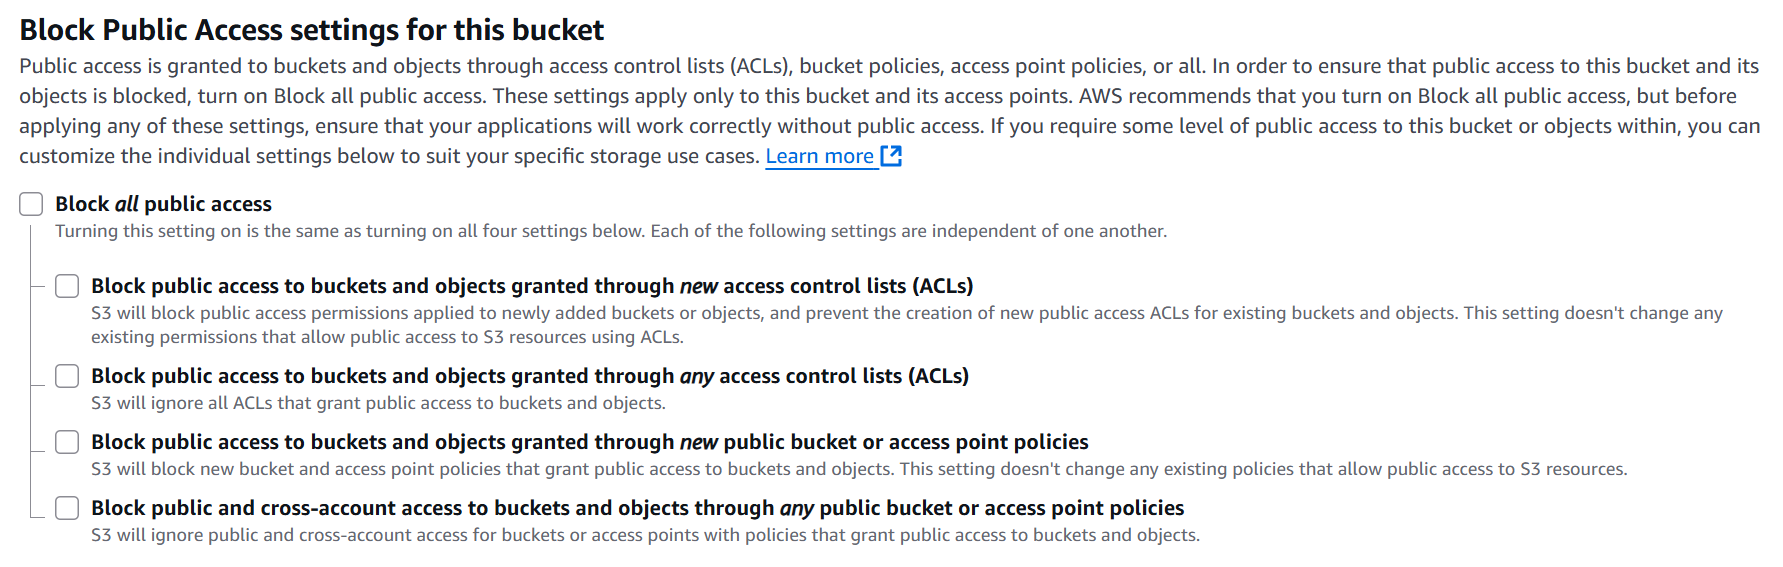 Block Public Access settings for this bucket
Public access is granted to buckets and objects through access control lists (ACLs), bucket policies, access point policies, or all. In order to ensure that public access to this bucket and its
objects is blocked, turn on Block all public access. These settings apply only to this bucket and its access points. AWS recommends that you turn on Block all public access, but before
applying any of these settings, ensure that your applications will work correctly without public access. If you require some level of public access to this bucket or objects within, you can
customize the individual settings below to suit your specific storage use cases. Learn more
Block all public access
Turning this setting on is the same as turning on all four settings below. Each of the following settings are independent of one another.
Block public access to buckets and objects granted through new access control lists (ACLs)
S3 will block public access permissions applied to newly added buckets or objects, and prevent the creation of new public access ACLs for existing buckets and objects. This setting doesn't change any
existing permissions that allow public access to S3 resources using ACLs.
Block public access to buckets and objects granted through any access control lists (ACLs)
S3 will ignore all ACLs that grant public access to buckets and objects.
Block public access to buckets and objects granted through new public bucket or access point policies
S3 will block new bucket and access point policies that grant public access to buckets and objects. This setting doesn't change any existing policies that allow public access to S3 resources.
Block public and cross-account access to buckets and objects through any public bucket or access point policies
S3 will ignore public and cross-account access for buckets or access points with policies that grant public access to buckets and objects.